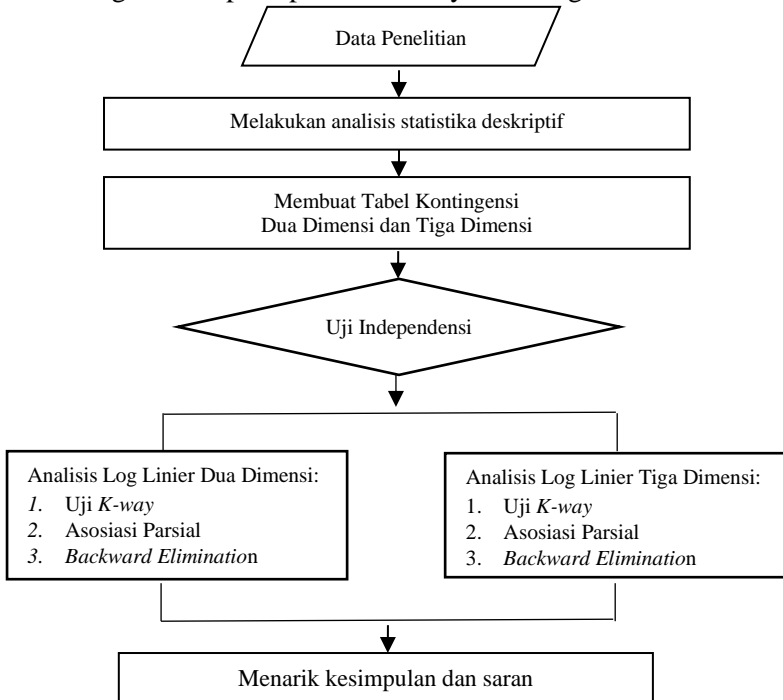 Data Penelitian
Melakukan analisis statistika deskriptif
Membuat Tabel Kontingensi
Dua Dimensi dan Tiga Dimensi
Uji Independensi
Analisis Log Linier Dua Dimensi:
1. Uji K-way
2. Asosiasi Parsial
3. Backward Elimination
Analisis Log Linier Tiga Dimensi:
1. Uji K-way
2. Asosiasi Parsial
3. Backward Elimination
Menarik kesimpulan dan saran